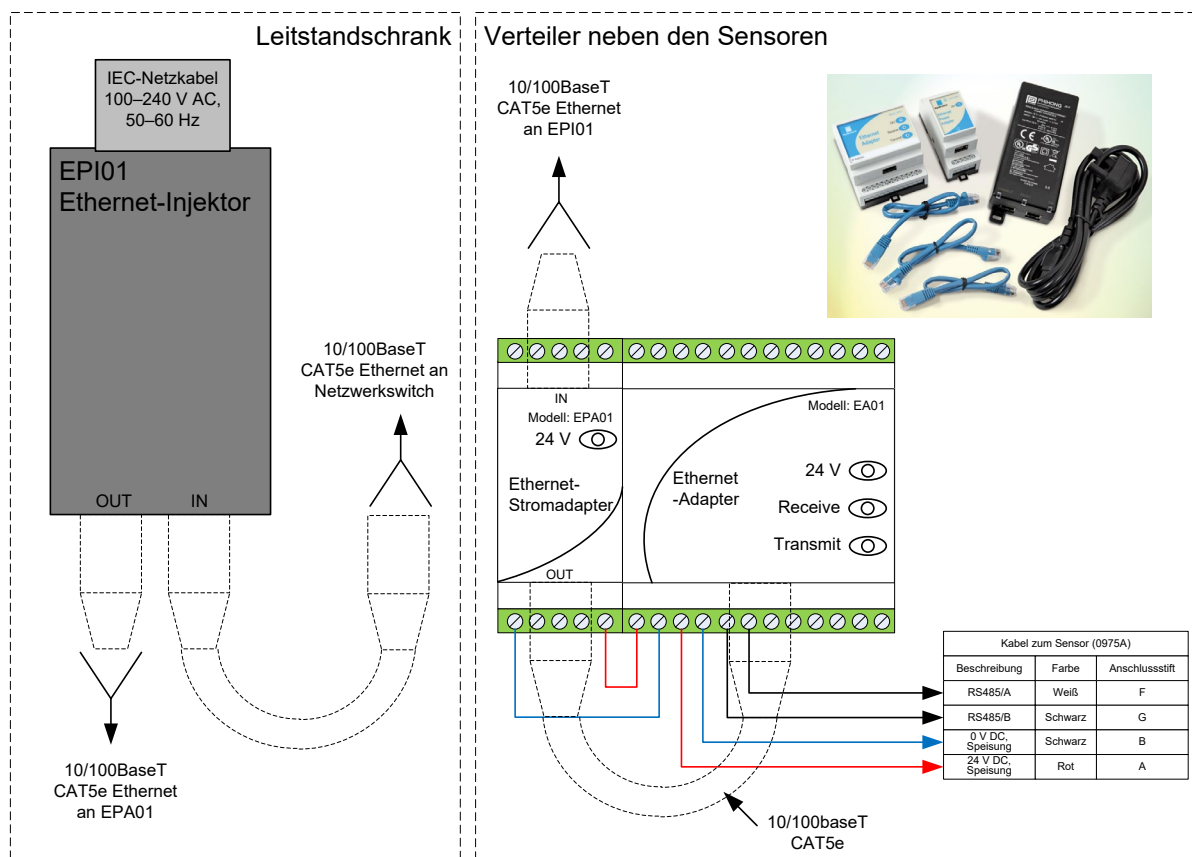 Leitstandschrank
IEC-Netzkabel
100–240 V AC,
50–60 Hz
EPI01
Ethernet-Injektor
OUT
IN
10/100BaseT
CAT5e Ethernet an
Netzwerkswitch
10/100BaseT
CAT5e Ethernet
an EPA01
Verteiler neben den Sensoren
10/100BaseT
CAT5e Ethernet
an EPI01
PHIHONG
Ethernet
Adapter
IN
Modell: EPA01
24 V
Ethernet-
Stromadapter
OUT
Modell: EA01
Ethernet
-Adapter
24 V
Receive
Transmit
10/100baseT
CAT5e
Kabel zum Sensor (0975A)
Beschreibung Farbe Anschlussstift
RS485/A Weiß F
RS485/B Schwarz G
0 V DC,
Speisung Schwarz B
24 V DC,
Speisung Rot A